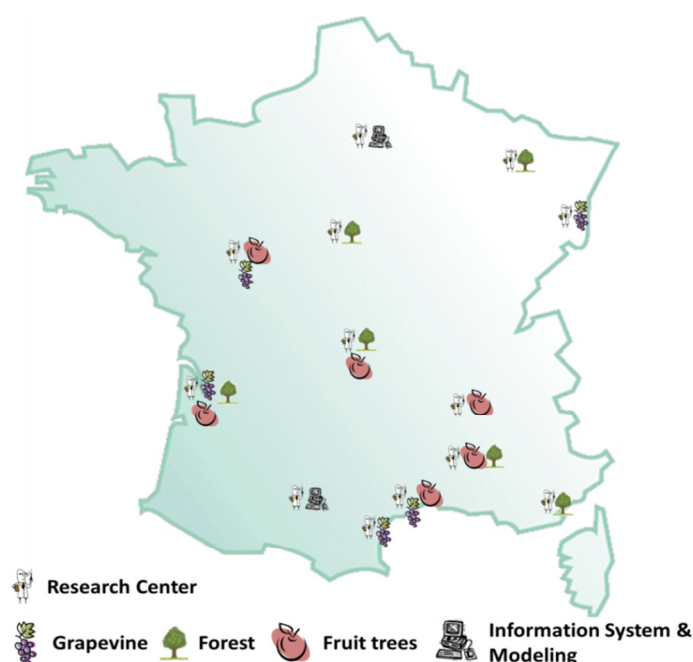 Research Center
Grapevine
Forest
Fruit trees
Information System &
Modeling